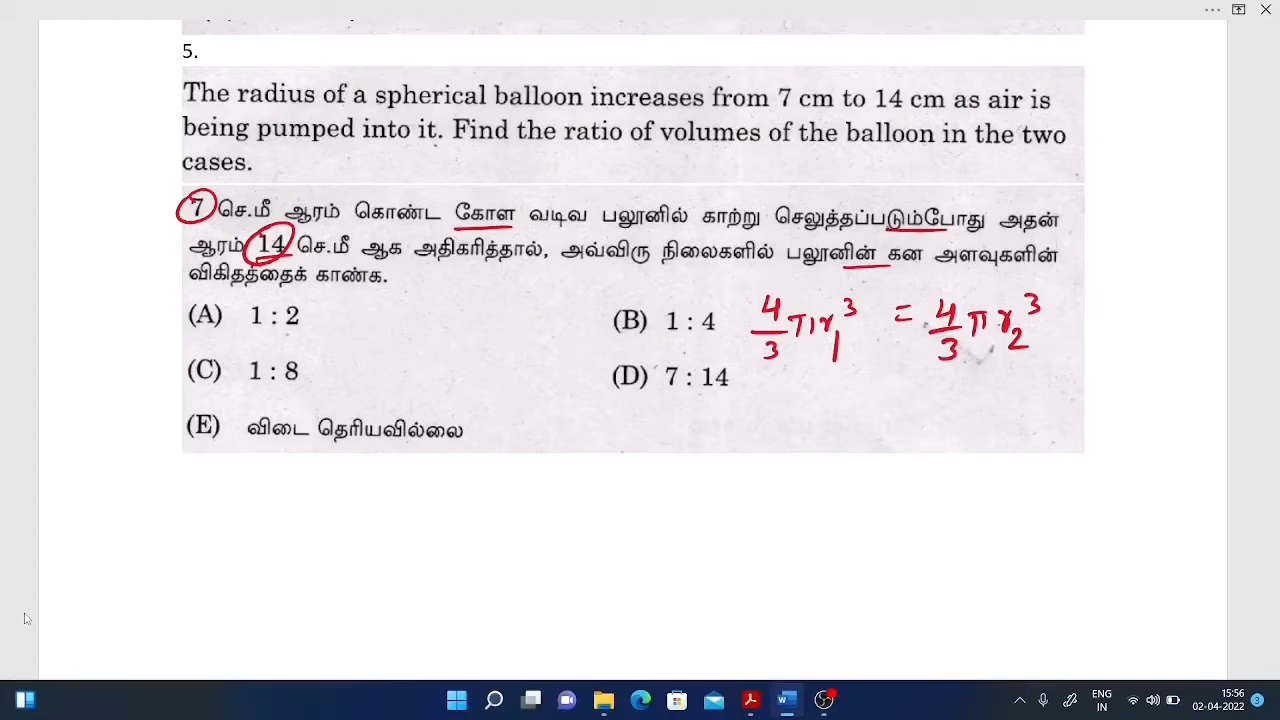 5.
The radius of a spherical balloon increases from 7 cm to 14 cm as air is
being pumped into it. Find the ratio of volumes of the balloon in the two
cases.
7 செ.மீ ஆரம் கொண்ட கோள வடிவ பலூனில் காற்று செலுத்தப்படும்போது அதன்
ஆரம் 14 செ.மீ ஆக அதிகரித்தால், அவ்விரு நிலைகளில் பலூனின் கன அளவுகளின்
விகிதத்தைக் காண்க.
(A) 1 : 2
(B) 1 : 4
4/3 πr₁³ = 4/3 πr₂³
(C) 1 : 8
(D) 7 : 14
(E) விடை தெரியவில்லை
ENG
IN
15:56
02-04-2022
3